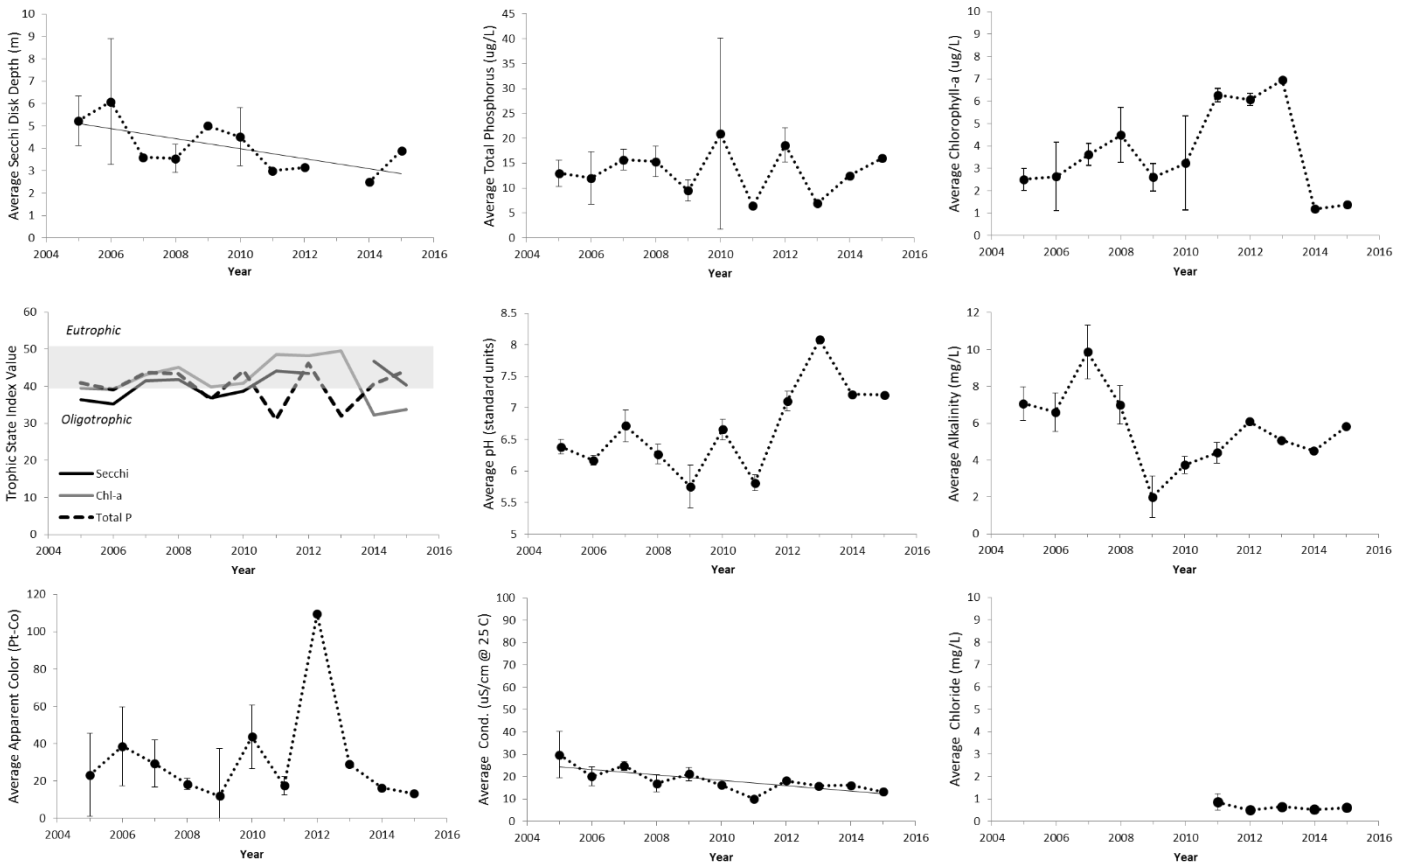 Average Secchi Disk Depth (m)
10
9
8
7
6
5
4
3
2
1
0
2004 2006 2008 2010 2012 2014 2016
Year
Average Total Phosphorus (ug/L)
45
40
35
30
25
20
15
10
5
0
2004 2006 2008 2010 2012 2014 2016
Year
Average Chlorophyll-a (ug/L)
10
9
8
7
6
5
4
3
2
1
0
2004 2006 2008 2010 2012 2014 2016
Year
Trophic State Index Value
60
50
40
30
20
10
0
Eutrophic
Oligotrophic
Secchi
Chl-a
Total P
2004 2006 2008 2010 2012 2014 2016
Year
Average pH (standard units)
8.5
8
7.5
7
6.5
6
5.5
5
2004 2006 2008 2010 2012 2014 2016
Year
Average Alkalinity (mg/L)
12
10
8
6
4
2
0
2004 2006 2008 2010 2012 2014 2016
Year
Average Apparent Color (Pt-Co)
120
100
80
60
40
20
0
2004 2006 2008 2010 2012 2014 2016
Year
Average Cond. (uS/cm @ 25 C)
100
90
80
70
60
50
40
30
20
10
0
2004 2006 2008 2010 2012 2014 2016
Year
Average Chloride (mg/L)
10
9
8
7
6
5
4
3
2
1
0
2004 2006 2008 2010 2012 2014 2016
Year